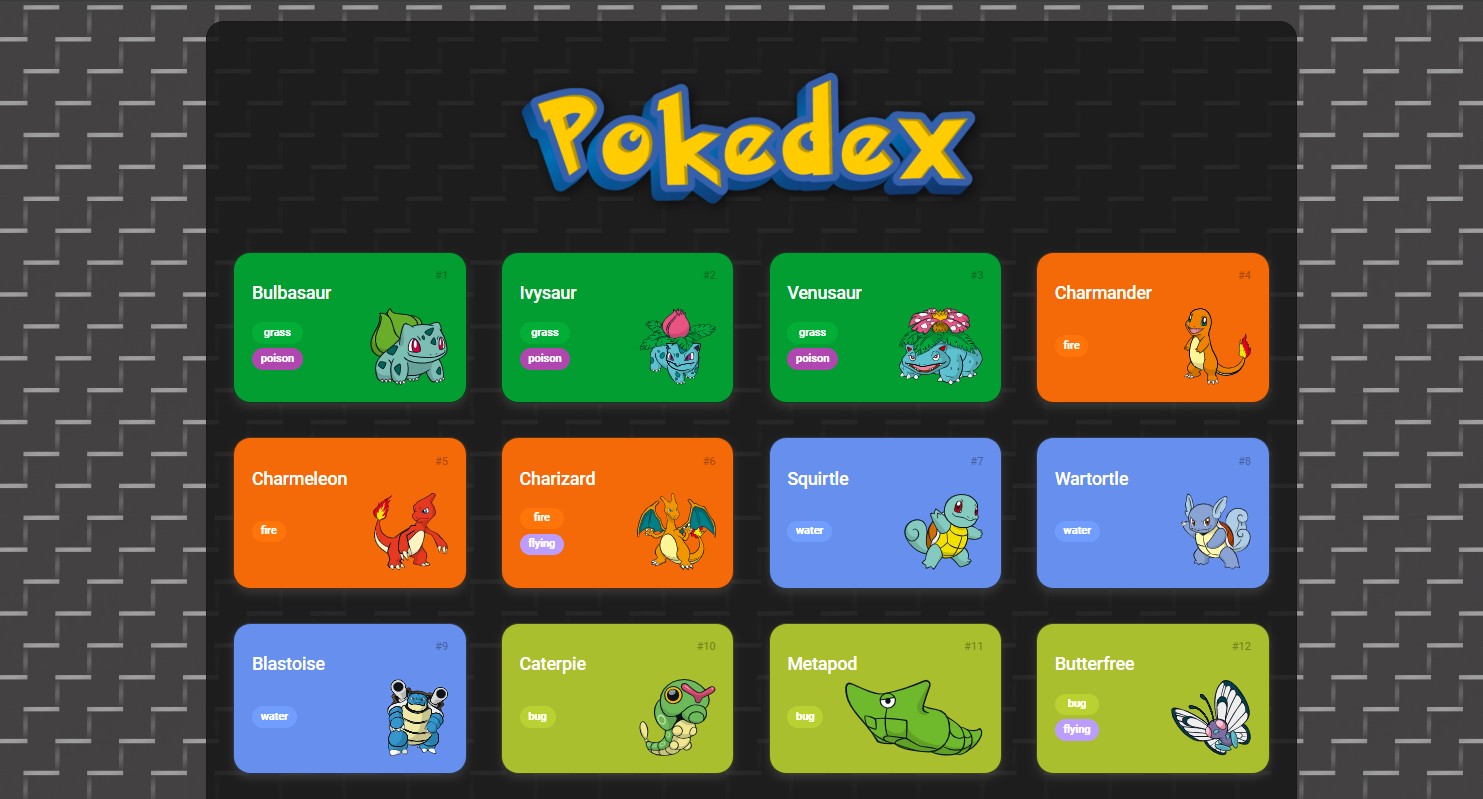 Pokedex
#1
Bulbasaur
grass
poison
#2
Ivysaur
grass
poison
#3
Venusaur
grass
poison
#4
Charmander
fire
#5
Charmeleon
fire
#6
Charizard
fire
flying
#7
Squirtle
water
#8
Wartortle
water
#9
Blastoise
water
#10
Caterpie
bug
#11
Metapod
bug
#12
Butterfree
bug
flying